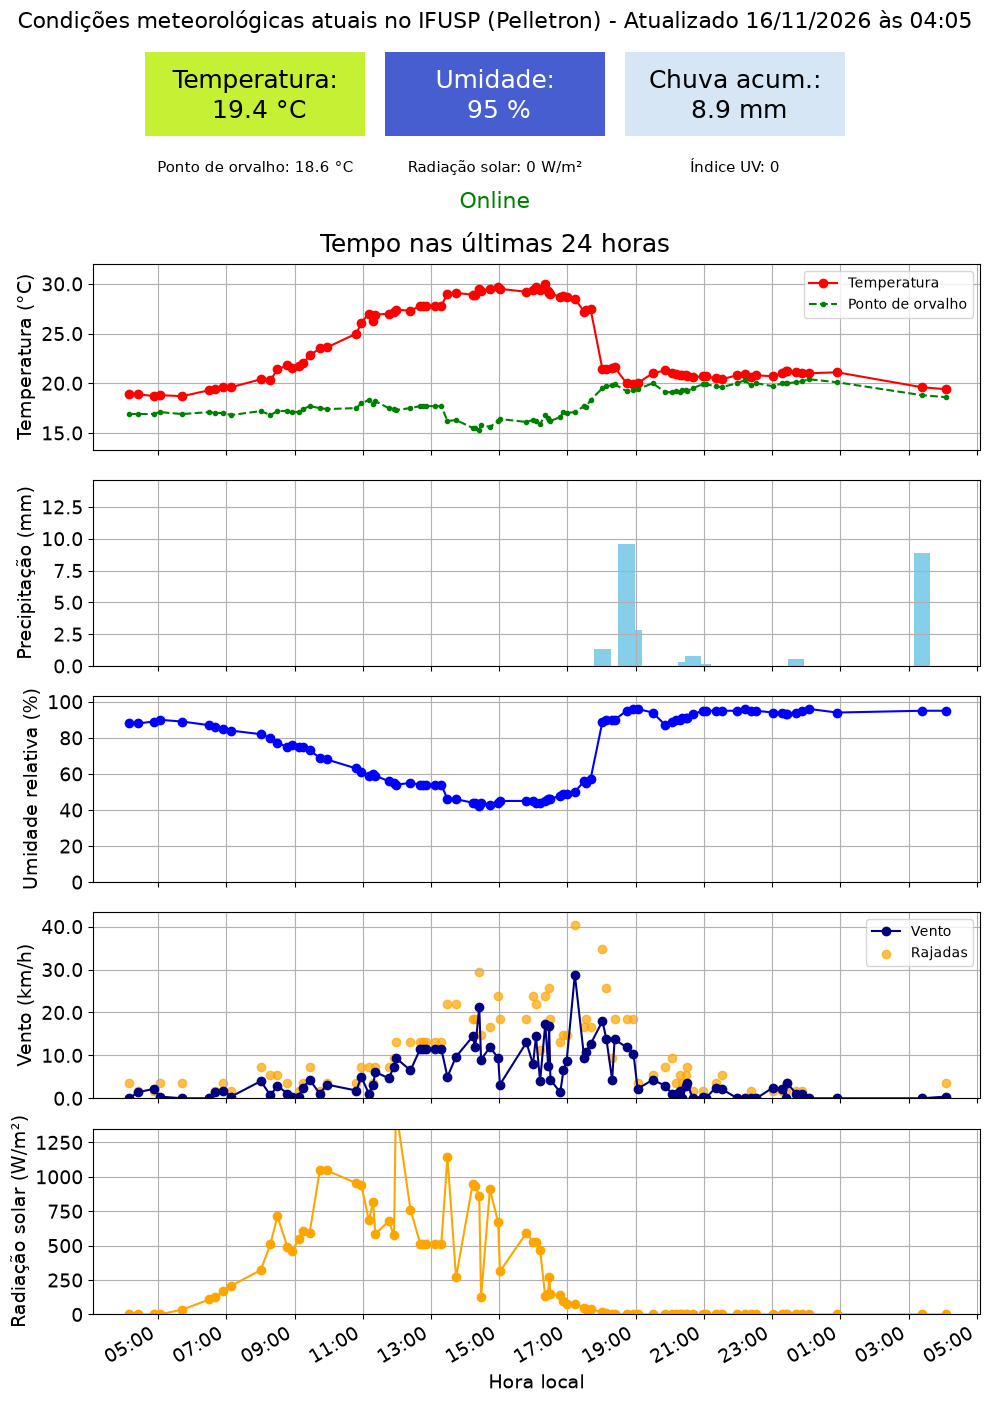 Condições meteorológicas atuais no IFUSP (Pelletron) - Atualizado 16/11/2026 às 04:05
Temperatura:
19.4 °C
Umidade:
95 %
Chuva acum.:
8.9 mm
Ponto de orvalho: 18.6 °C
Radiação solar: 0 W/m²
Índice UV: 0
Online
Tempo nas últimas 24 horas
Temperatura (°C)
30.0
25.0
20.0
15.0
Temperatura
Ponto de orvalho
Precipitação (mm)
12.5
10.0
7.5
5.0
2.5
0.0
Umidade relativa (%)
100
80
60
40
20
0
Vento (km/h)
40.0
30.0
20.0
10.0
0.0
Vento
Rajadas
Radiação solar (W/m²)
1250
1000
750
500
250
0
05:00
07:00
09:00
11:00
13:00
15:00
17:00
19:00
21:00
23:00
01:00
03:00
05:00
Hora local